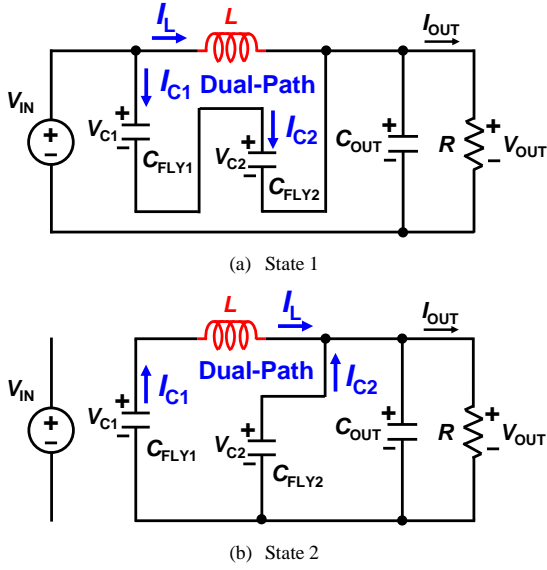 I_L L I_OUT
I_C1 Dual-Path
V_IN + I_C2
+ V_C1 − + + +
+ − C_FLY1 V_C2 − C_OUT − R − V_OUT
C_FLY2
(a) State 1
I_L L I_OUT
Dual-Path
V_IN I_C1 I_C2
+ + + +
+ − V_C1 − V_C2 − C_OUT − R − V_OUT
C_FLY1 C_FLY2
(b) State 2